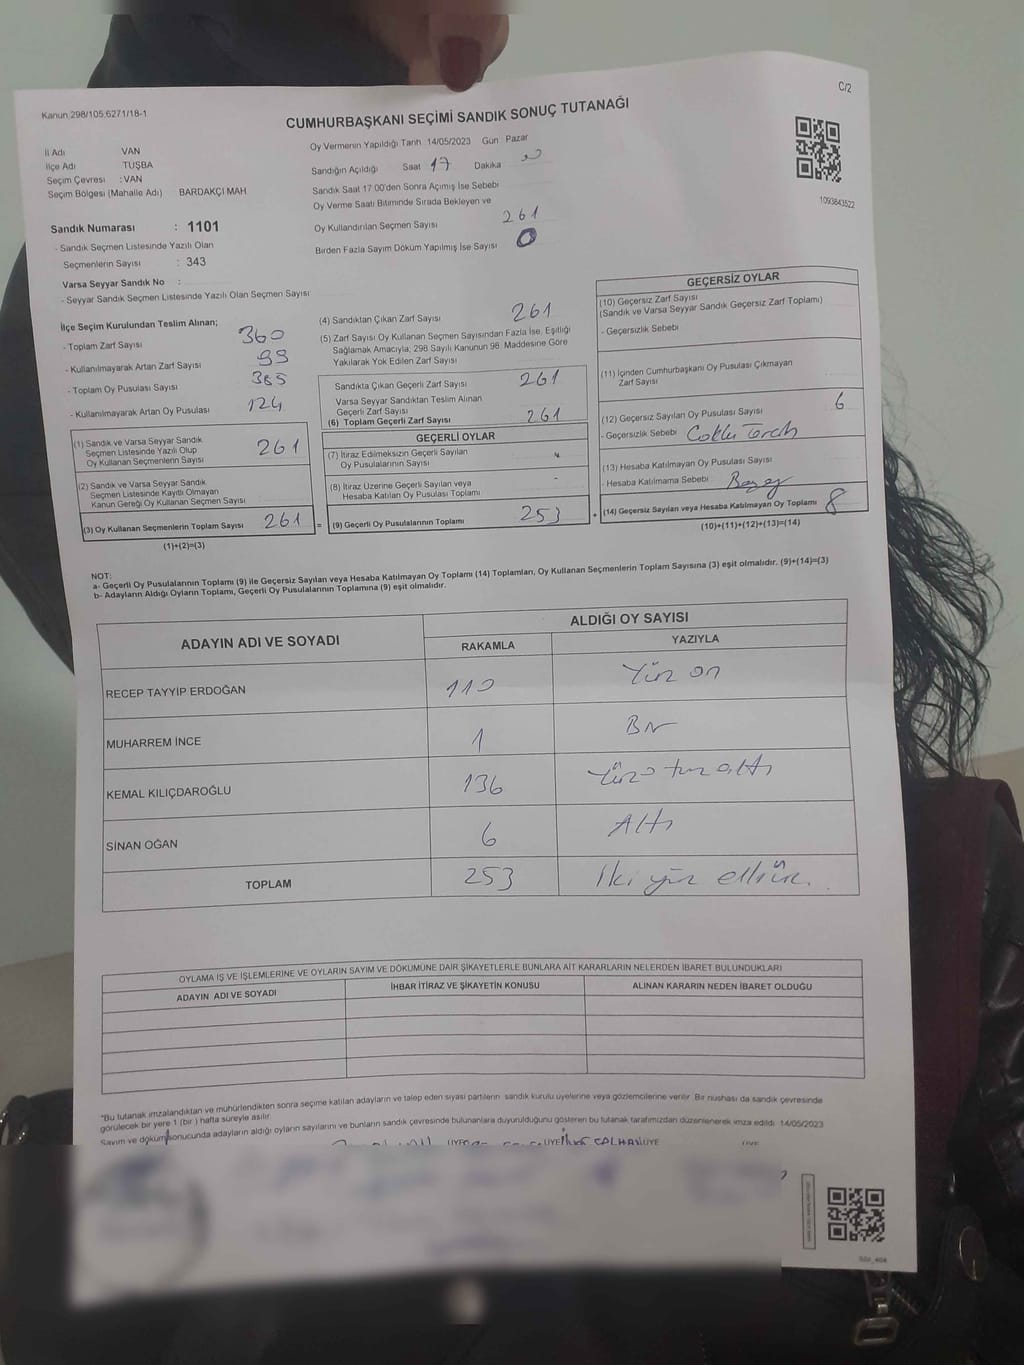 Kanun 298/105:6271/18-1
C/2
CUMHURBAŞKANI SEÇİMİ SANDIK SONUÇ TUTANAĞI
İl Adı VAN
İlçe Adı TUŞBA
Seçim Çevresi : VAN
Seçim Bölgesi (Mahalle Adı) BARDAKÇI MAH
Oy Vermenin Yapıldığı Tarih 14/05/2023 Gün Pazar
Sandığın Açıldığı Saat 17 Dakika
Sandık Saat 17:00'den Sonra Açımış İse Sebebi
Oy Verme Saati Bitiminde Sırada Bekleyen ve
Oy Kullandırılan Seçmen Sayısı 261
Birden Fazla Sayım Döküm Yapılmış İse Sayısı 0
1093843522
Sandık Numarası : 1101
- Sandık Seçmen Listesinde Yazılı Olan
Seçmenlerin Sayısı : 343
Varsa Seyyar Sandık No :
- Seyyar Sandık Seçmen Listesinde Yazılı Olan Seçmen Sayısı
İlçe Seçim Kurulundan Teslim Alınan;
- Toplam Zarf Sayısı 360
- Kullanılmayarak Artan Zarf Sayısı 99
- Toplam Oy Pusulası Sayısı 385
- Kullanılmayarak Artan Oy Pusulası 124
(1) Sandık ve Varsa Seyyar Sandık
Seçmen Listesinde Yazılı Olup
Oy Kullanan Seçmenlerin Sayısı 261
(2) Sandık ve Varsa Seyyar Sandık
Seçmen Listesinde Kayıtlı Olmayan
Kanun Gereği Oy Kullanan Seçmen Sayısı
(3) Oy Kullanan Seçmenlerin Toplam Sayısı 261 =
(1)+(2)=(3)
(4) Sandıktan Çıkan Zarf Sayısı 261
(5) Zarf Sayısı Oy Kullanan Seçmen Sayısından Fazla İse, Eşitliği
Sağlamak Amacıyla; 298 Sayılı Kanunun 98. Maddesine Göre
Yakılarak Yok Edilen Zarf Sayısı
Sandıkta Çıkan Geçerli Zarf Sayısı 261
Varsa Seyyar Sandıktan Teslim Alınan
Geçerli Zarf Sayısı
(6) Toplam Geçerli Zarf Sayısı 261
GEÇERLİ OYLAR
(7) İtiraz Edilmeksizin Geçerli Sayılan
Oy Pusulalarının Sayısı
(8) İtiraz Üzerine Geçerli Sayılan veya
Hesaba Katılan Oy Pusulası Toplamı -
(9) Geçerli Oy Pusulalarının Toplamı 253 +
GEÇERSİZ OYLAR
(10) Geçersiz Zarf Sayısı
(Sandık ve Varsa Seyyar Sandık Geçersiz Zarf Toplamı)
- Geçersizlik Sebebi
(11) İçinden Cumhurbaşkanı Oy Pusulası Çıkmayan
Zarf Sayısı
(12) Geçersiz Sayılan Oy Pusulası Sayısı 6
- Geçersizlik Sebebi Çoklu Tercih
(13) Hesaba Katılmayan Oy Pusulası Sayısı
- Hesaba Katılmama Sebebi
(14) Geçersiz Sayılan veya Hesaba Katılmayan Oy Toplamı 8
(10)+(11)+(12)+(13)=(14)
NOT:
a- Geçerli Oy Pusulalarının Toplamı (9) ile Geçersiz Sayılan veya Hesaba Katılmayan Oy Toplamı (14) Toplamları, Oy Kullanan Seçmenlerin Toplam Sayısına (3) eşit olmalıdır. (9)+(14)=(3)
b- Adayların Aldığı Oyların Toplamı, Geçerli Oy Pusulalarının Toplamına (9) eşit olmalıdır.
ADAYIN ADI VE SOYADI ALDIĞI OY SAYISI
RAKAMLA YAZIYLA
RECEP TAYYİP ERDOĞAN 110 Yüz on
MUHARREM İNCE 1 Bir
KEMAL KILIÇDAROĞLU 136 Yüz otuz altı
SİNAN OĞAN 6 Altı
TOPLAM 253 İki yüz elli üç.
OYLAMA İŞ VE İŞLEMLERİNE VE OYLARIN SAYIM VE DÖKÜMÜNE DAİR ŞİKAYETLERLE BUNLARA AİT KARARLARIN NELERDEN İBARET BULUNDUKLARI
ADAYIN ADI VE SOYADI İHBAR İTİRAZ VE ŞİKAYETİN KONUSU ALINAN KARARIN NEDEN İBARET OLDUĞU
*Bu tutanak imzalandıktan ve mühürlendikten sonra seçime katılan adayların ve talep eden siyasi partilerin sandık kurulu üyelerine veya gözlemcilerine verilir. Bir nüshası da sandık çevresinde
görülecek bir yere 1 (bir ) hafta süreyle asılır.
Sayım ve döküm sonucunda adayların aldığı oyların sayılarını ve bunların sandık çevresinde bulunanlara duyurulduğunu gösteren bu tutanak tarafımızdan düzenlenerek imza edildi. 14/05/2023